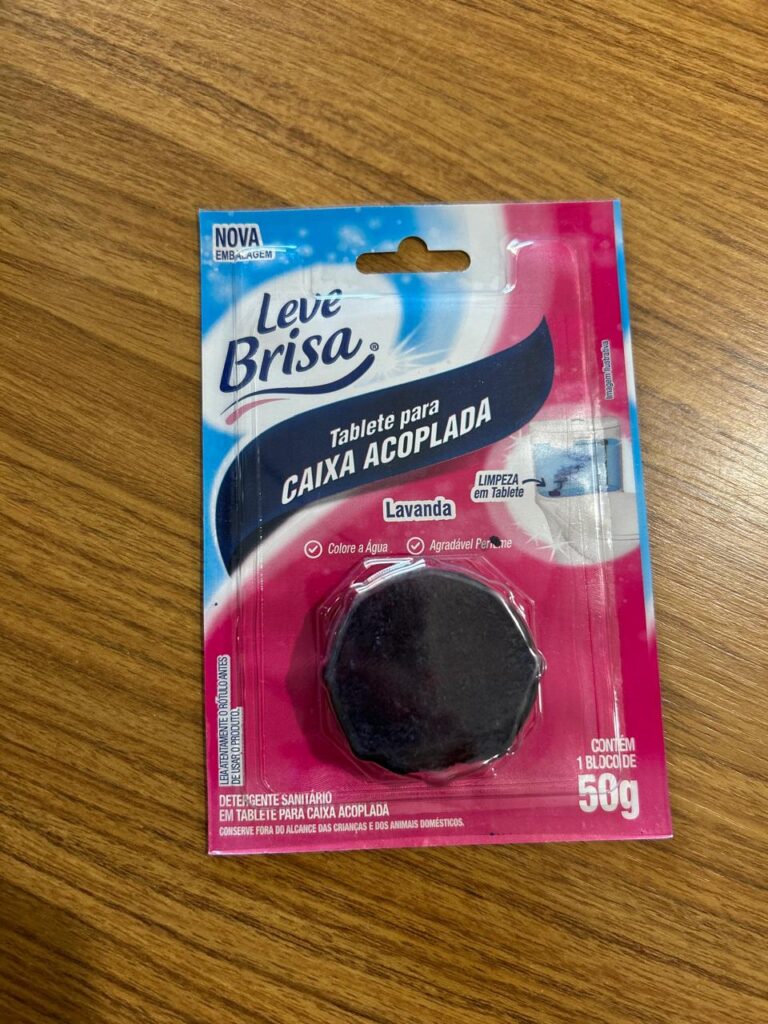 NOVA
EMBALAGEM
Leve
Brisa®
Tablete para
CAIXA ACOPLADA
Imagem Ilustrativa
LIMPEZA
em Tablete
Lavanda
Colore a Água
Agradável Perfume
LEIA ATENTAMENTE O RÓTULO ANTES
DE USAR O PRODUTO.
CONTÉM
1 BLOCO DE
50g
DETERGENTE SANITÁRIO
EM TABLETE PARA CAIXA ACOPLADA
CONSERVE FORA DO ALCANCE DAS CRIANÇAS E DOS ANIMAIS DOMÉSTICOS.